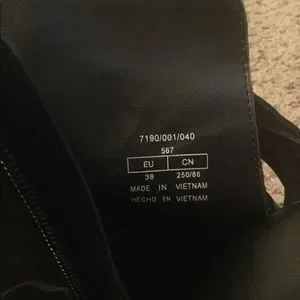 7190/001/040
567
EU CN
38 250/86
MADE IN VIETNAM
HECHO EN VIETNAM